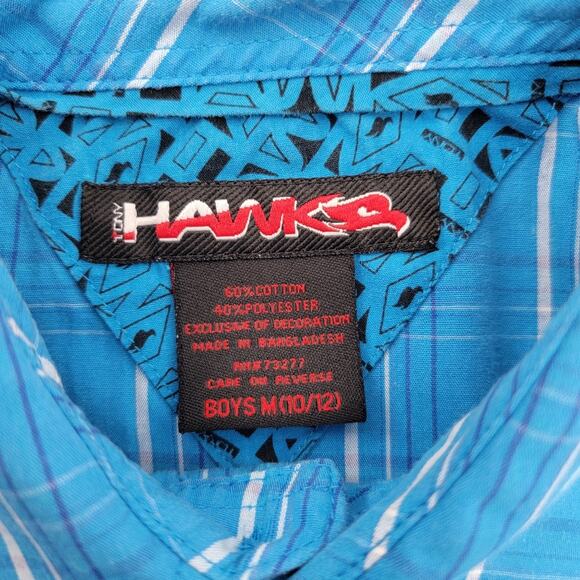 TONY HAWK
60% COTTON
40% POLYESTER
EXCLUSIVE OF DECORATION
MADE IN BANGLADESH
RN# 73277
CARE ON REVERSE
BOYS M (10/12)